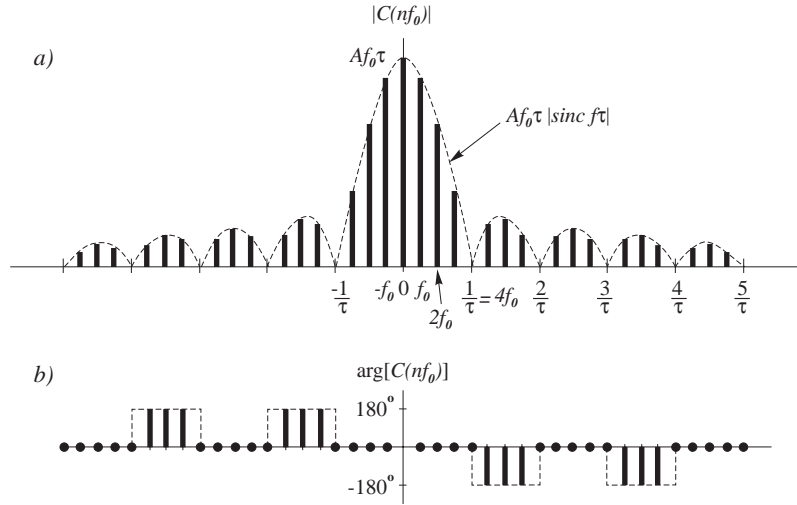 |C(nf₀)|
a)
Af₀τ
Af₀τ |sinc fτ|
-1/τ -f₀ 0 f₀ 1/τ = 4f₀ 2/τ 3/τ 4/τ 5/τ
2f₀
b)
arg[C(nf₀)]
180°
-180°